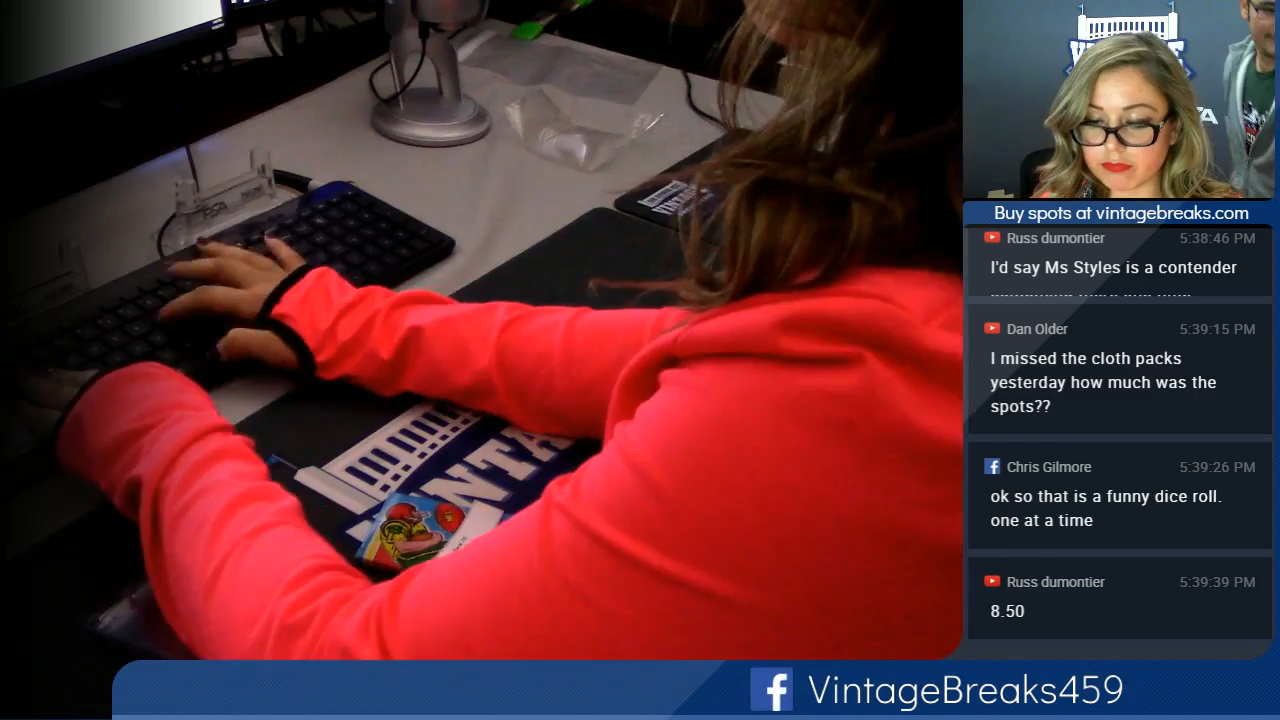 Buy spots at vintagebreaks.com
Russ dumontier 5:38:46 PM
I'd say Ms Styles is a contender
Dan Older 5:39:15 PM
I missed the cloth packs
yesterday how much was the
spots??
Chris Gilmore 5:39:26 PM
ok so that is a funny dice roll.
one at a time
Russ dumontier 5:39:39 PM
8.50
PSA
VINTA
VintageBreaks459